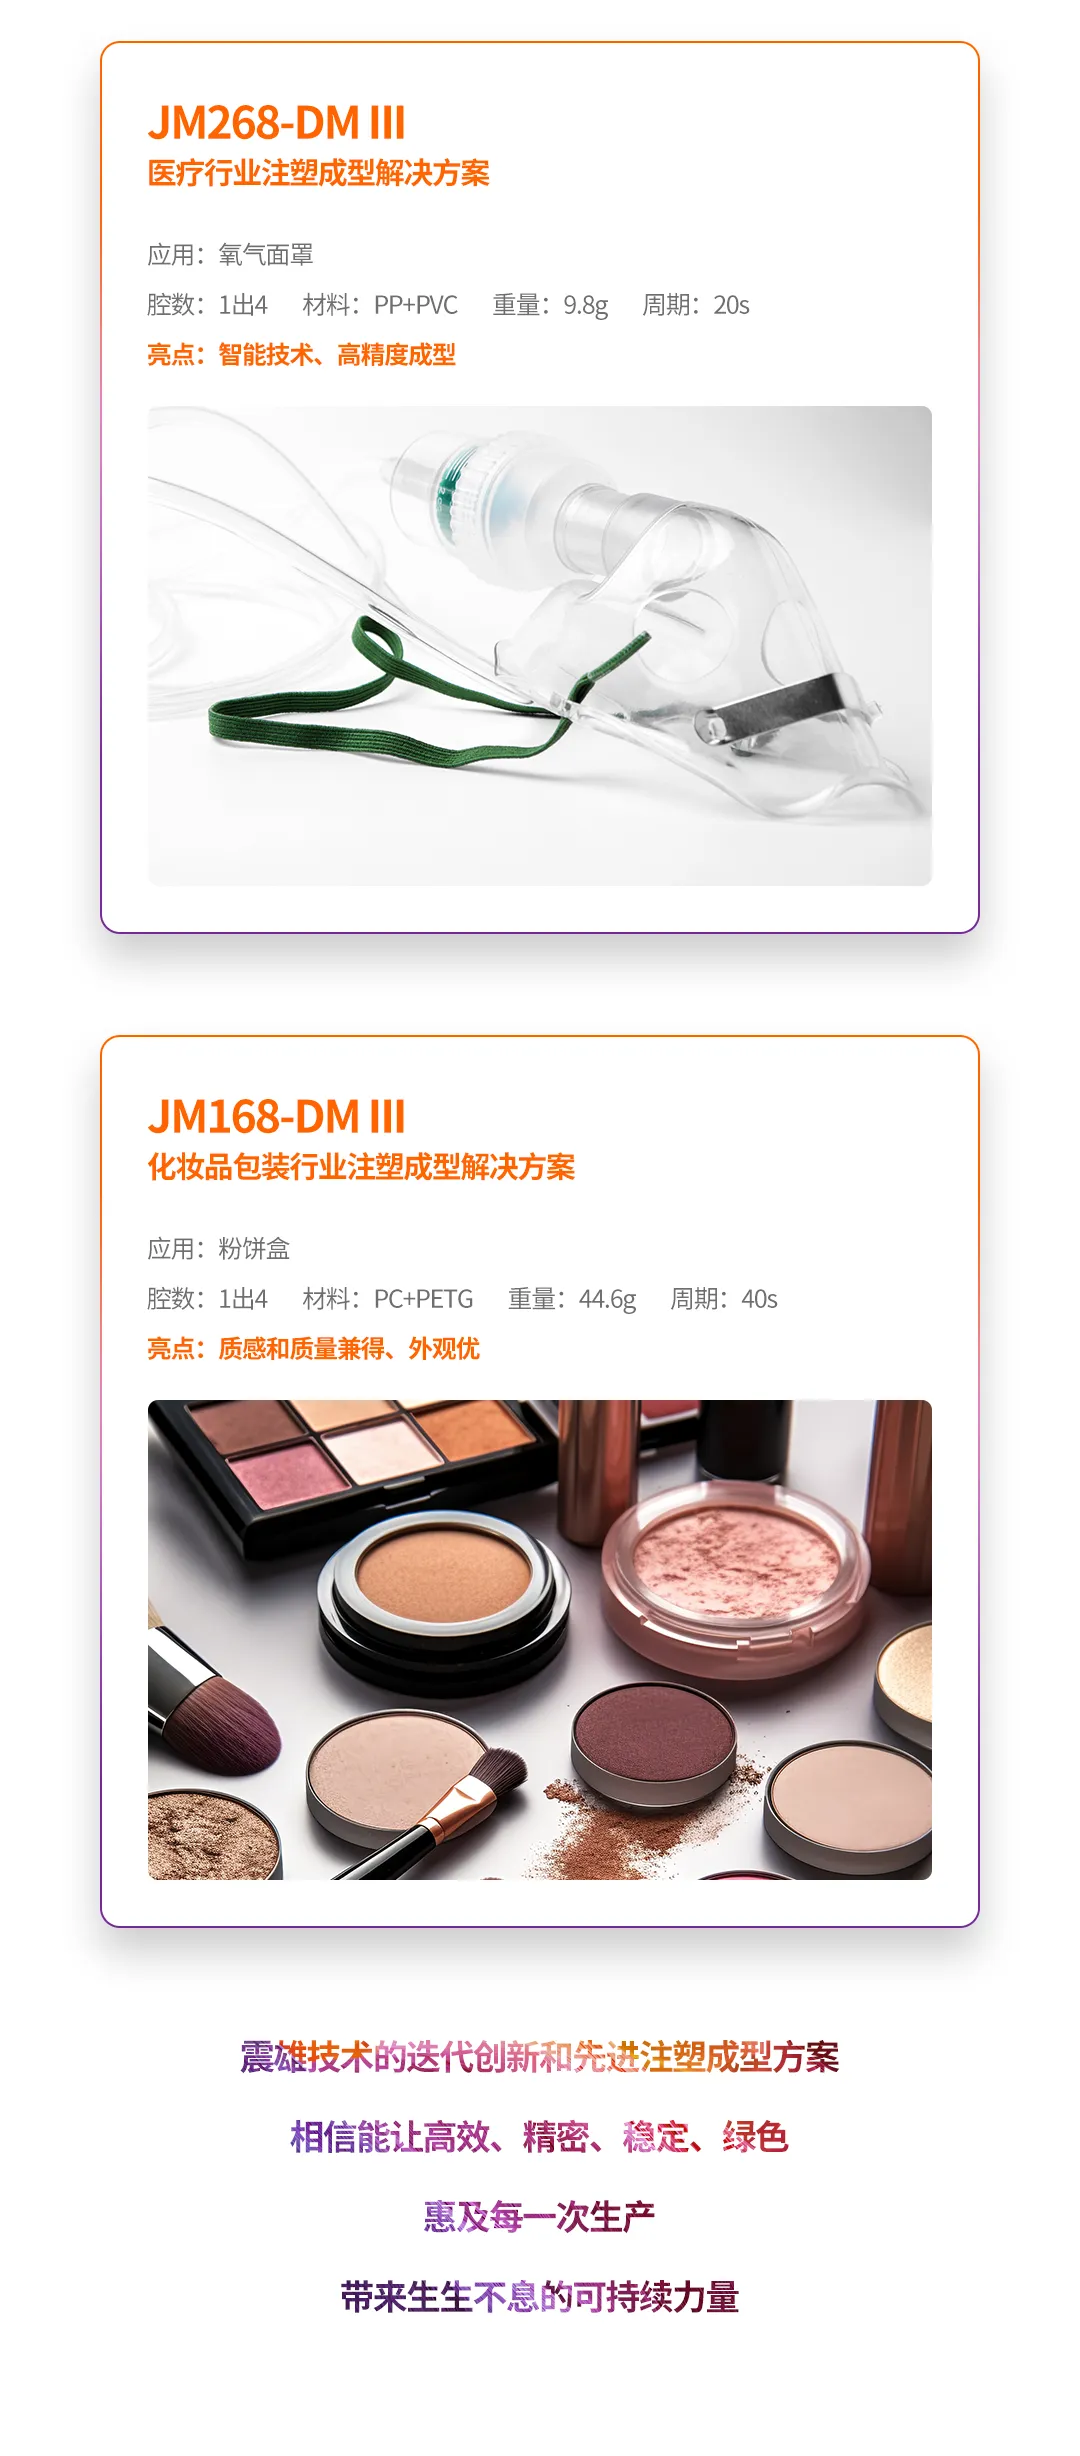 JM268-DM III
医疗行业注塑成型解决方案
应用：氧气面罩
腔数：1出4 材料：PP+PVC 重量：9.8g 周期：20s
亮点：智能技术、高精度成型
JM168-DM III
化妆品包装行业注塑成型解决方案
应用：粉饼盒
腔数：1出4 材料：PC+PETG 重量：44.6g 周期：40s
亮点：质感和质量兼得、外观优
震雄技术的迭代创新和先进注塑成型方案
相信能让高效、精密、稳定、绿色
惠及每一次生产
带来生生不息的可持续力量